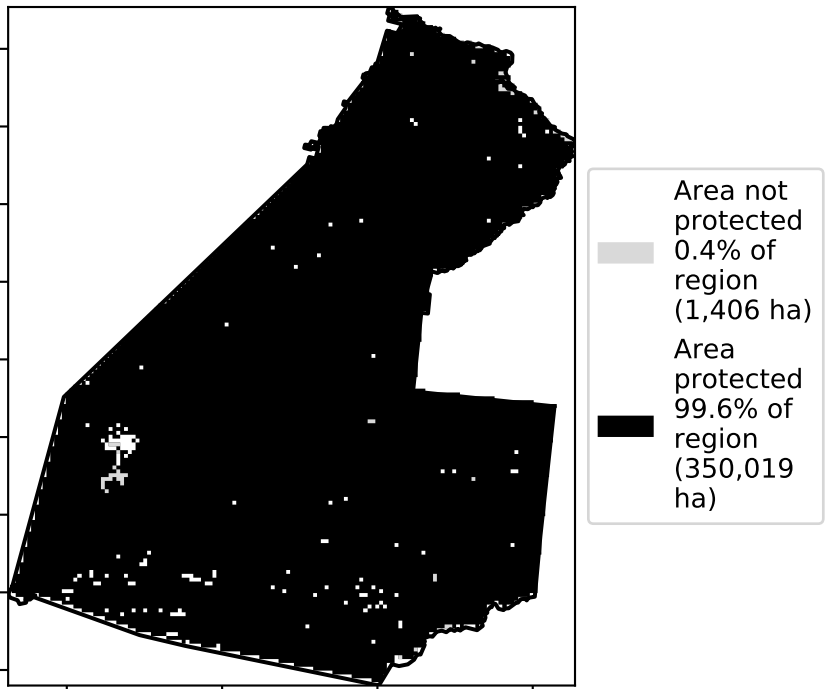 Area not
protected
0.4% of
region
(1,406 ha)
Area
protected
99.6% of
region
(350,019
ha)